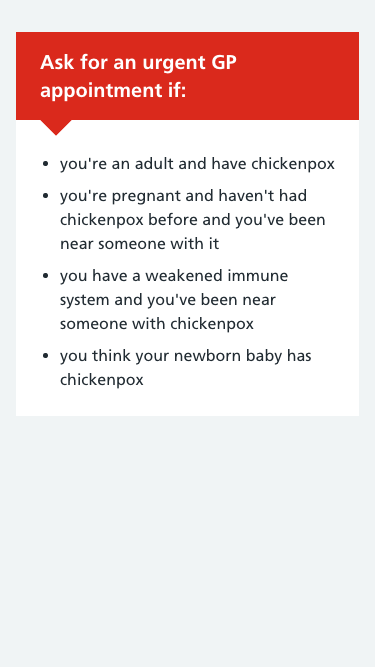 Ask for an urgent GP
appointment if:
• you're an adult and have chickenpox
• you're pregnant and haven't had
chickenpox before and you've been
near someone with it
• you have a weakened immune
system and you've been near
someone with chickenpox
• you think your newborn baby has
chickenpox